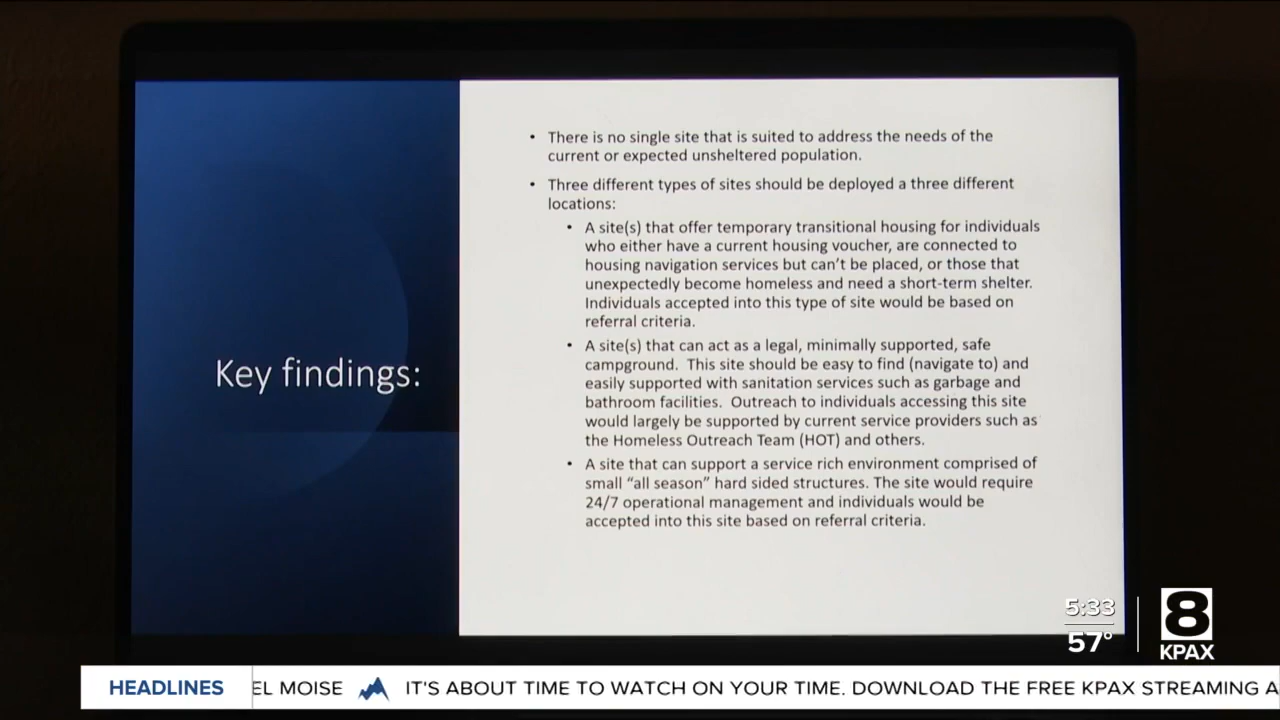 Key findings:
• There is no single site that is suited to address the needs of the
current or expected unsheltered population.
• Three different types of sites should be deployed a three different
locations:
• A site(s) that offer temporary transitional housing for individuals
who either have a current housing voucher, are connected to
housing navigation services but can't be placed, or those that
unexpectedly become homeless and need a short-term shelter.
Individuals accepted into this type of site would be based on
referral criteria.
• A site(s) that can act as a legal, minimally supported, safe
campground. This site should be easy to find (navigate to) and
easily supported with sanitation services such as garbage and
bathroom facilities. Outreach to individuals accessing this site
would largely be supported by current service providers such as
the Homeless Outreach Team (HOT) and others.
• A site that can support a service rich environment comprised of
small “all season” hard sided structures. The site would require
24/7 operational management and individuals would be
accepted into this site based on referral criteria.
5:33
57°
8
KPAX
HEADLINES
EL MOISE IT'S ABOUT TIME TO WATCH ON YOUR TIME. DOWNLOAD THE FREE KPAX STREAMING A